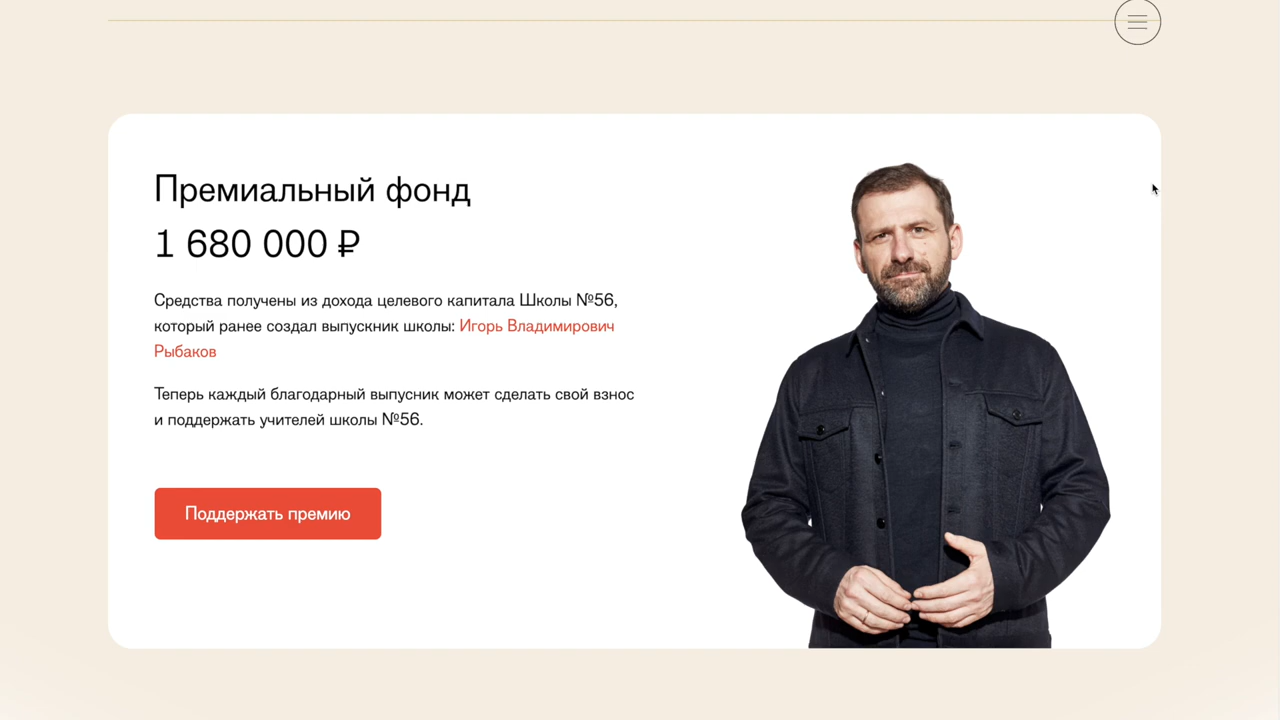 Премиальный фонд
1 680 000 ₽
Средства получены из дохода целевого капитала Школы №56,
который ранее создал выпускник школы: Игорь Владимирович
Рыбаков
Теперь каждый благодарный выпусник может сделать свой взнос
и поддержать учителей школы №56.
Поддержать премию